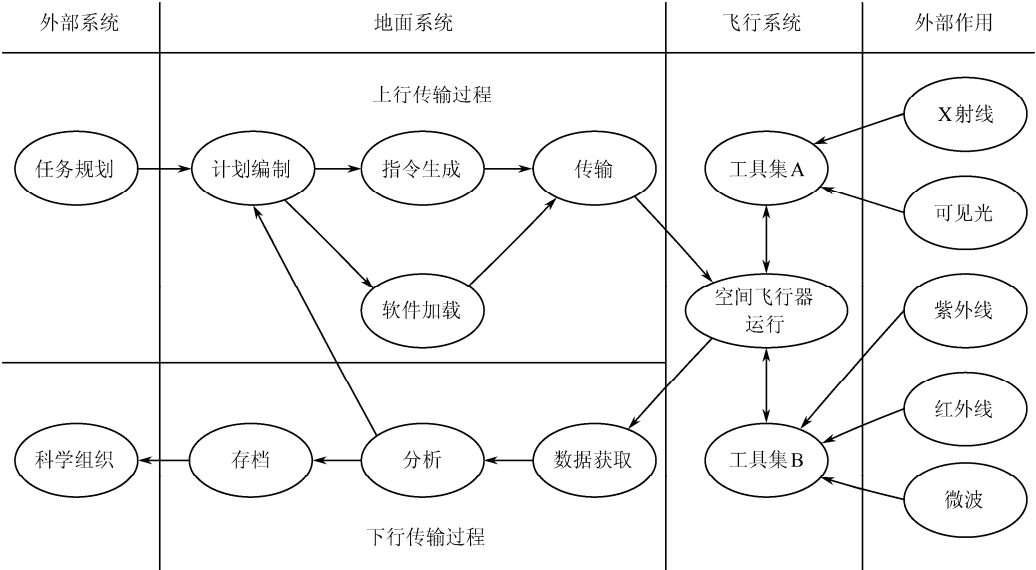 外部系统
地面系统
飞行系统
外部作用
上行传输过程
任务规划
计划编制
指令生成
传输
工具集A
X射线
可见光
软件加载
空间飞行器
运行
紫外线
红外线
科学组织
存档
分析
数据获取
工具集B
微波
下行传输过程